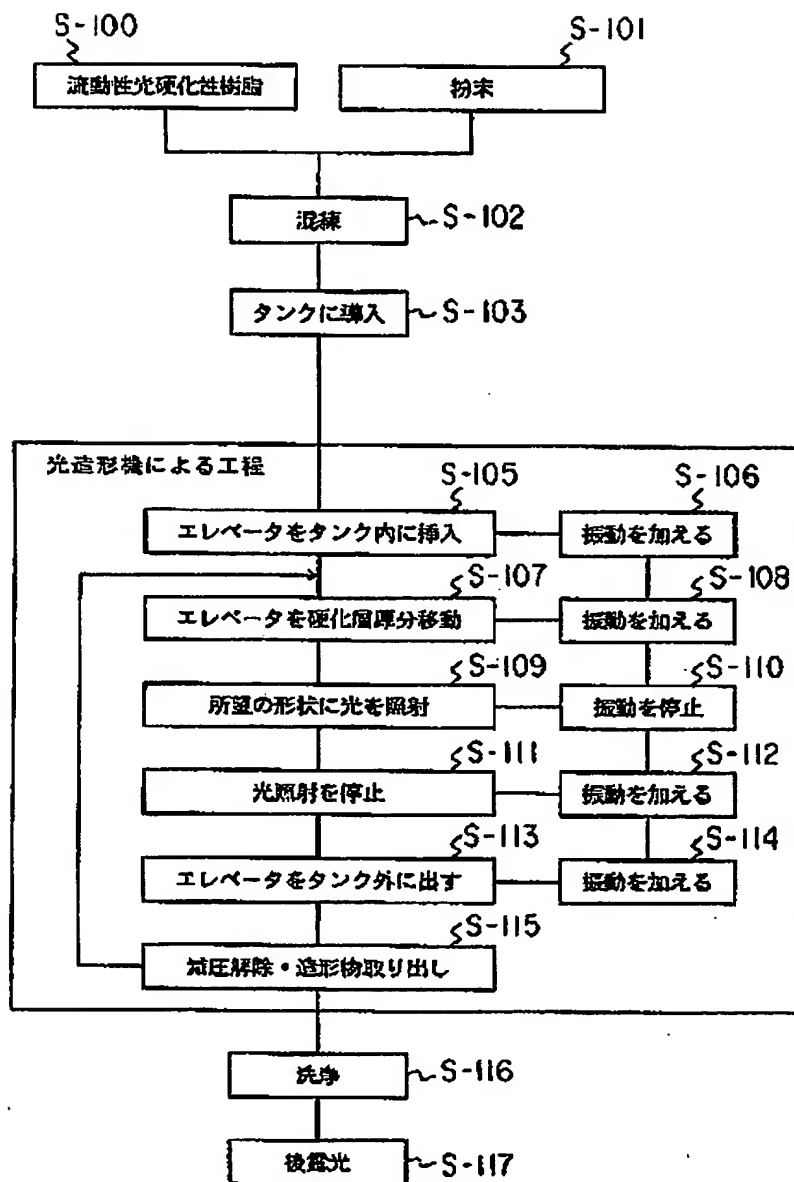 S-100
S-101
流動性光硬化性樹脂
粉末
混練
S-102
タンクに導入
S-103
光造形機による工程
S-105
S-106
エレベータをタンク内に挿入
振動を加える
S-107
S-108
エレベータを硬化層厚分移動
振動を加える
S-109
S-110
所望の形状に光を照射
振動を停止
S-111
S-112
光照射を停止
振動を加える
S-113
S-114
エレベータをタンク外に出す
振動を加える
S-115
減圧解除・造形物取り出し
洗浄
S-116
後露光
S-117